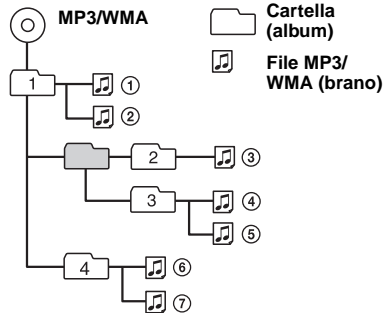 MP3/WMA
Cartella
(album)
File MP3/
WMA (brano)
1
①
②
2
③
3
④
⑤
4
⑥
⑦